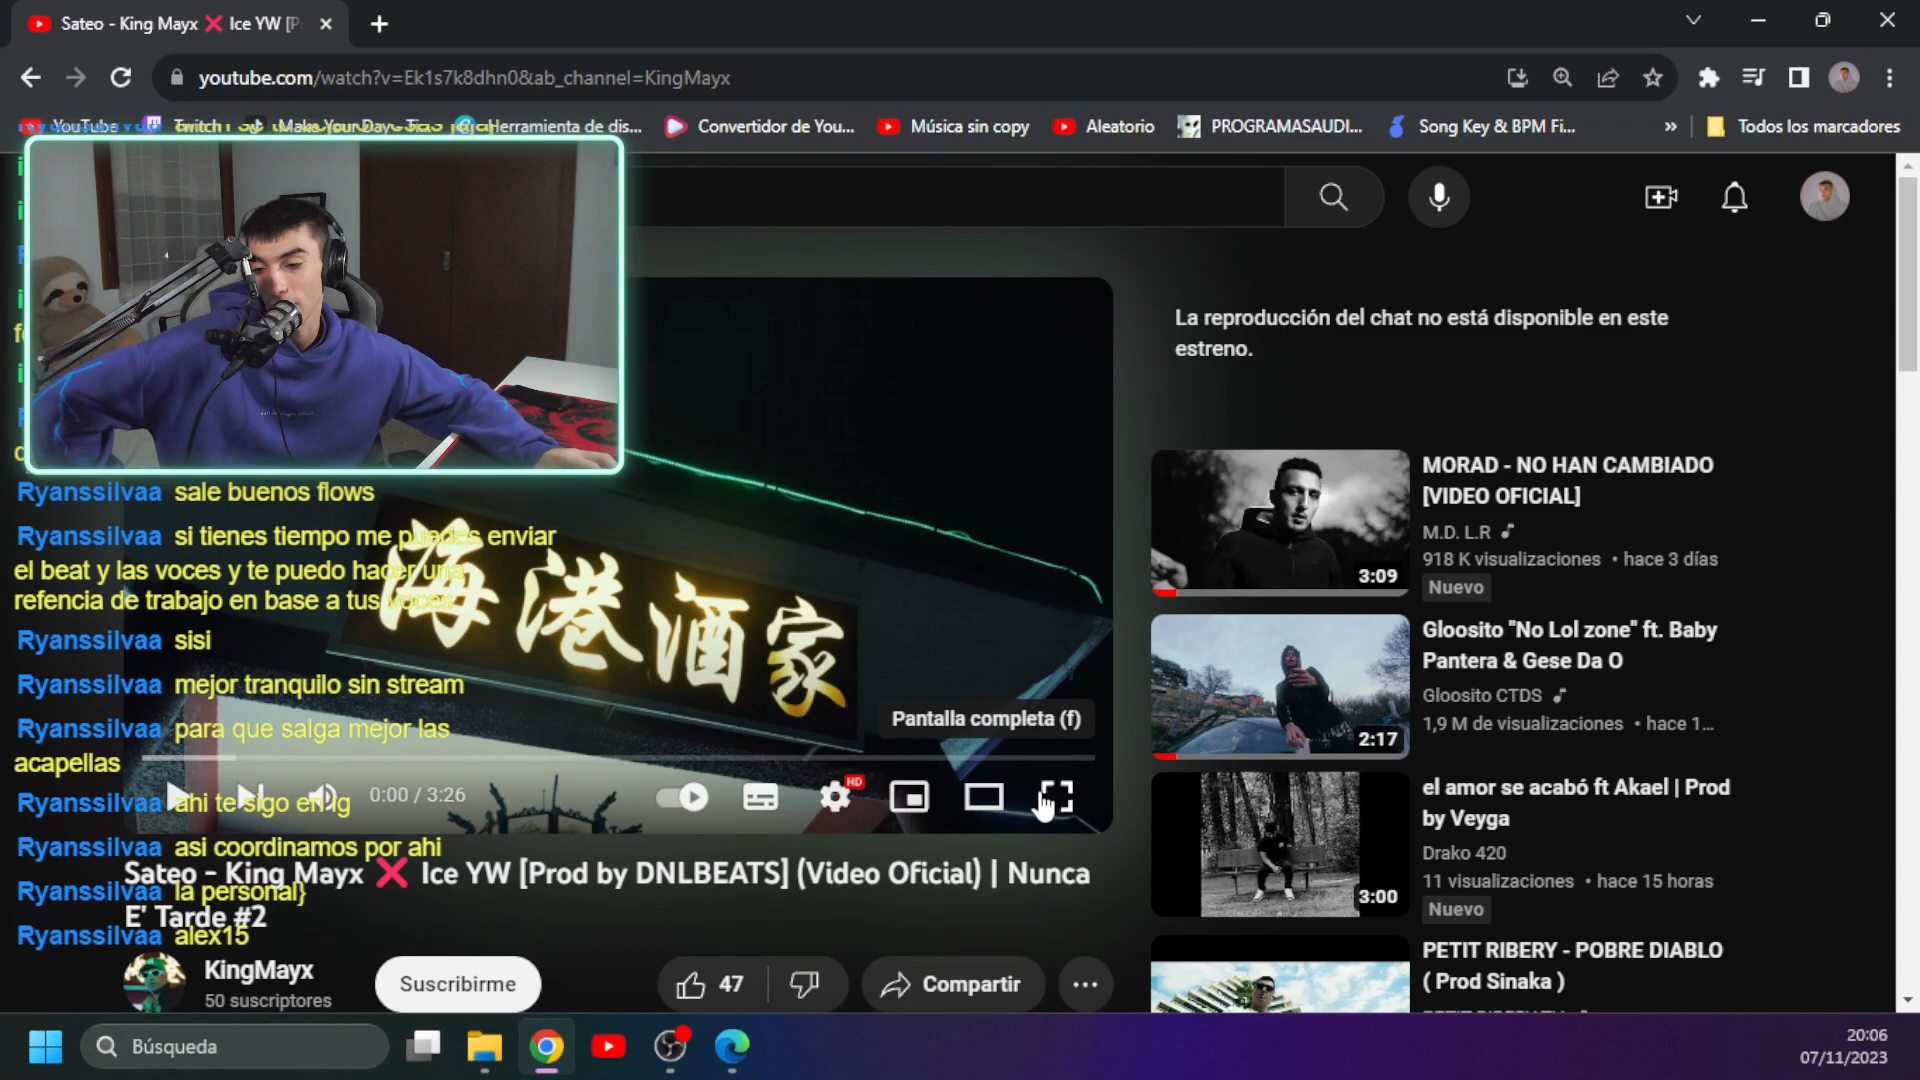 Sateo - King Mayx ❌ Ice YW [P
youtube.com/watch?v=Ek1s7k8dhn0&ab_channel=KingMayx
YouTube
Twitch
Make Your Day - Ti...
Herramienta de dis...
Convertidor de You...
Música sin copy
Aleatorio
PROGRAMASAUDI...
Song Key & BPM Fi...
»
Todos los marcadores
La reproducción del chat no está disponible en este
estreno.
Ryanssilvaa sale buenos flows
Ryanssilvaa si tienes tiempo me puedes enviar
el beat y las voces y te puedo hacer una
refencia de trabajo en base a tus voces
Ryanssilvaa sisi
Ryanssilvaa mejor tranquilo sin stream
Ryanssilvaa para que salga mejor las
acapellas
Ryanssilvaa ahi te sigo en ig
Ryanssilvaa asi coordinamos por ahi
Ryanssilvaa la personal}
Ryanssilvaa alex15
海港酒家
Pantalla completa (f)
0:00 / 3:26
HD
Sateo - King Mayx ❌ Ice YW [Prod by DNLBEATS] (Video Oficial) | Nunca
E' Tarde #2
KingMayx
50 suscriptores
Suscribirme
47
Compartir
MORAD - NO HAN CAMBIADO
[VIDEO OFICIAL]
M.D. L.R
918 K visualizaciones • hace 3 días
Nuevo
3:09
Gloosito "No Lol zone" ft. Baby
Pantera & Gese Da O
Gloosito CTDS
1,9 M de visualizaciones • hace 1...
2:17
el amor se acabó ft Akael | Prod
by Veyga
Drako 420
11 visualizaciones • hace 15 horas
Nuevo
3:00
PETIT RIBERY - POBRE DIABLO
( Prod Sinaka )
Búsqueda
20:06
07/11/2023